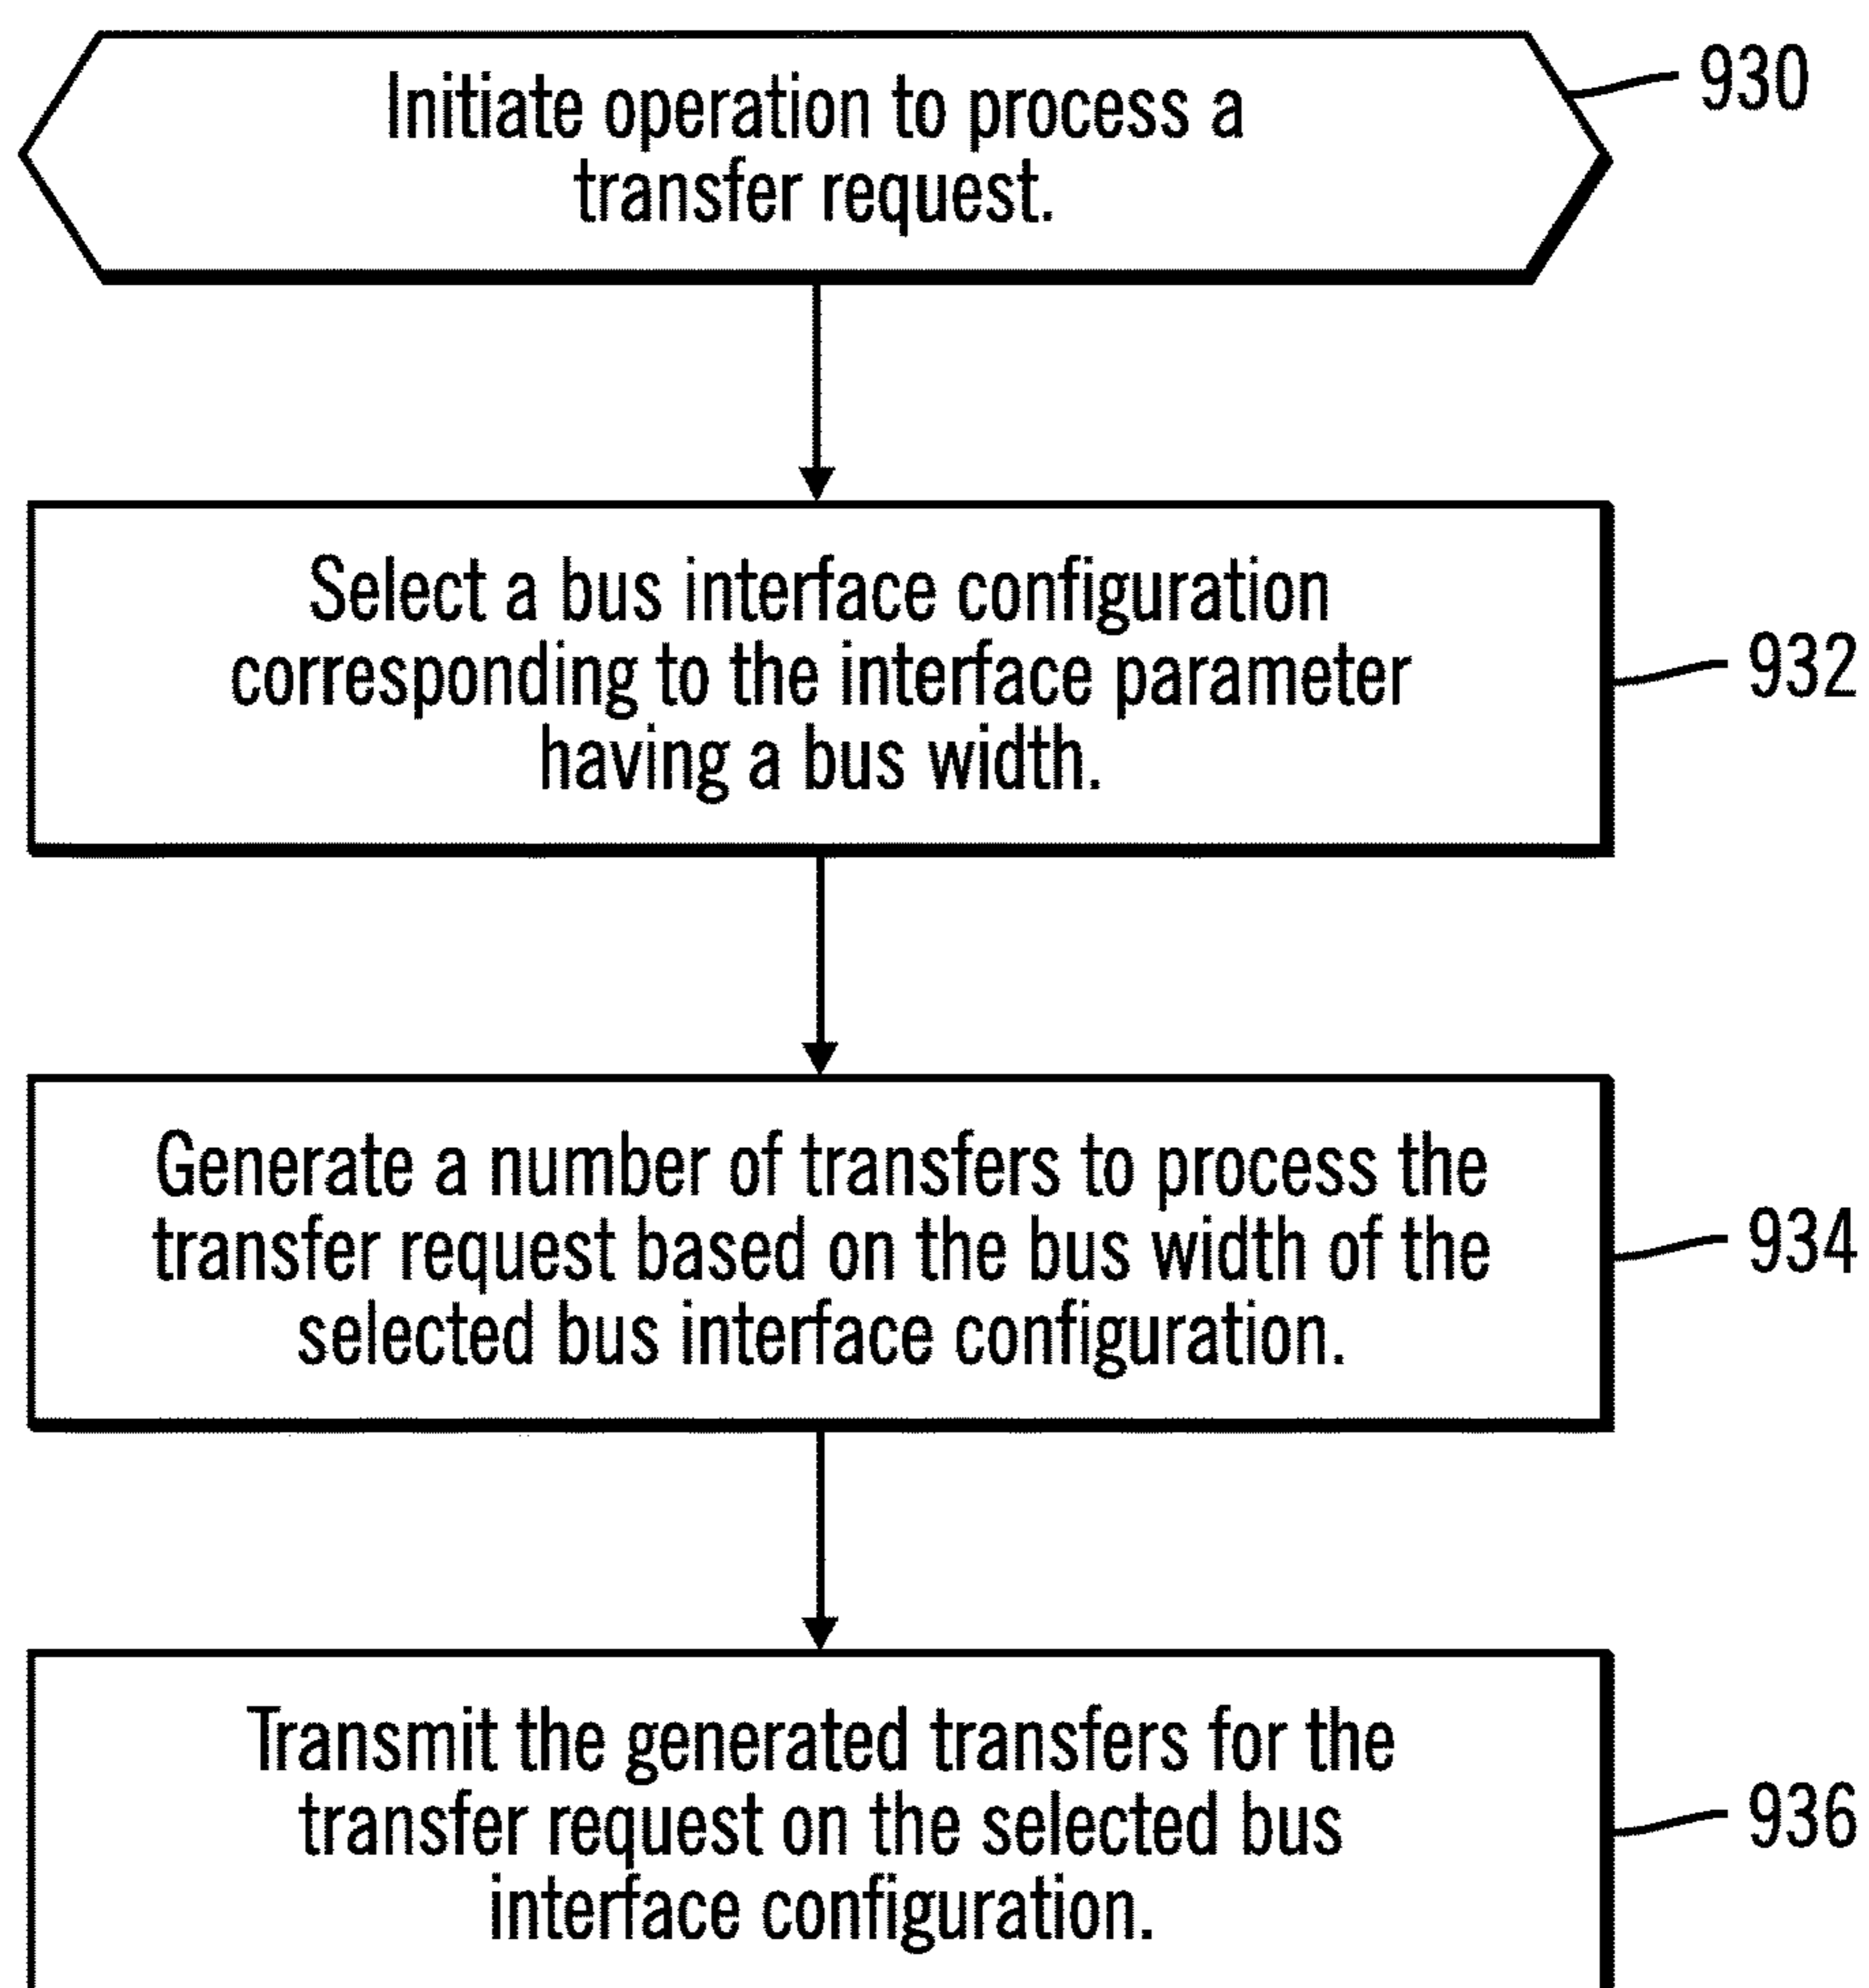 Initiate operation to process a
transfer request.
930
Select a bus interface configuration
corresponding to the interface parameter
having a bus width.
932
Generate a number of transfers to process the
transfer request based on the bus width of the
selected bus interface configuration.
934
Transmit the generated transfers for the
transfer request on the selected bus
interface configuration.
936